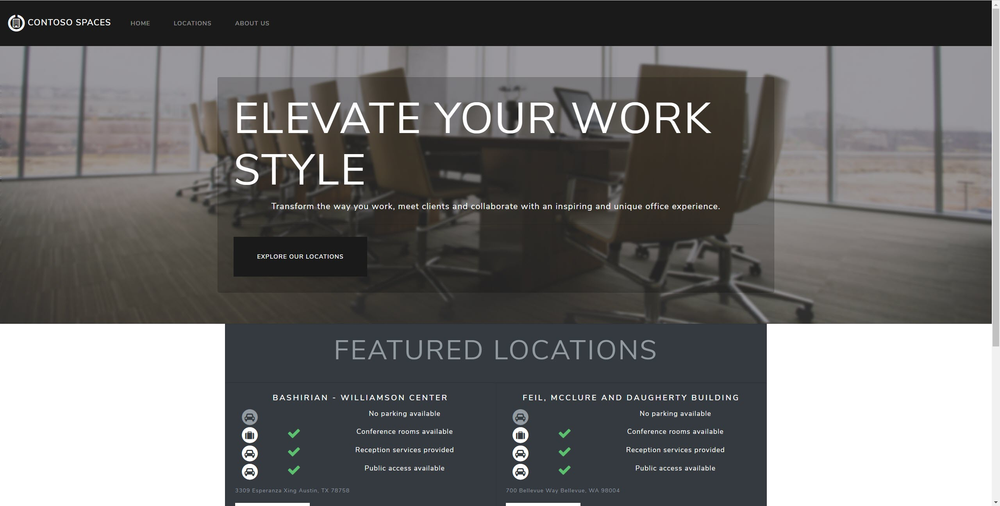 CONTOSO SPACES HOME LOCATIONS ABOUT US
ELEVATE YOUR WORK
STYLE
Transform the way you work, meet clients and collaborate with an inspiring and unique office experience.
EXPLORE OUR LOCATIONS
FEATURED LOCATIONS
BASHIRIAN - WILLIAMSON CENTER
No parking available
Conference rooms available
Reception services provided
Public access available
3309 Esperanza Xing Austin, TX 78758
FEIL, MCCLURE AND DAUGHERTY BUILDING
No parking available
Conference rooms available
Reception services provided
Public access available
700 Bellevue Way Bellevue, WA 98004